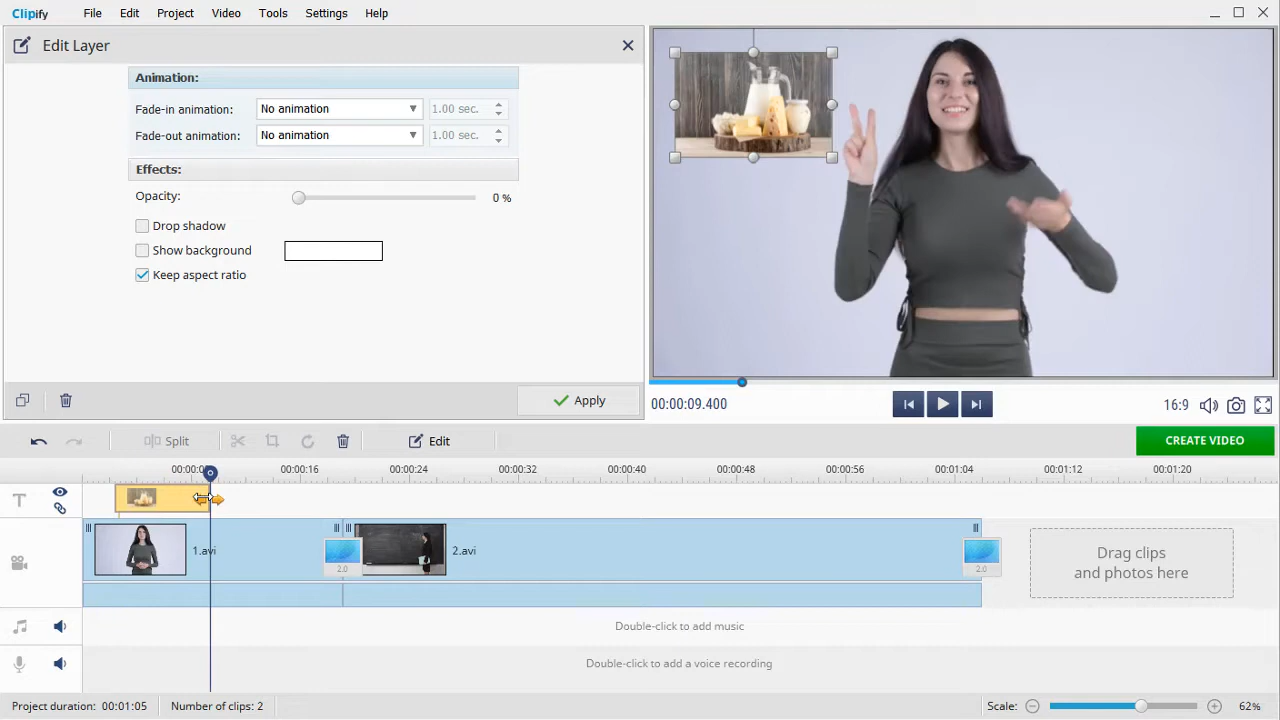 Clipify File Edit Project Video Tools Settings Help
Edit Layer
Animation:
Fade-in animation: No animation 1.00 sec.
Fade-out animation: No animation 1.00 sec.
Effects:
Opacity: 0 %
Drop shadow
Show background
Keep aspect ratio
Apply
00:00:09.400 16:9
Split Edit CREATE VIDEO
00:00:16 00:00:24 00:00:32 00:00:40 00:00:48 00:00:56 00:01:04 00:01:12 00:01:20
1.avi 2.avi
2.0 2.0
Drag clips
and photos here
Double-click to add music
Double-click to add a voice recording
Project duration: 00:01:05 Number of clips: 2 Scale: 62%